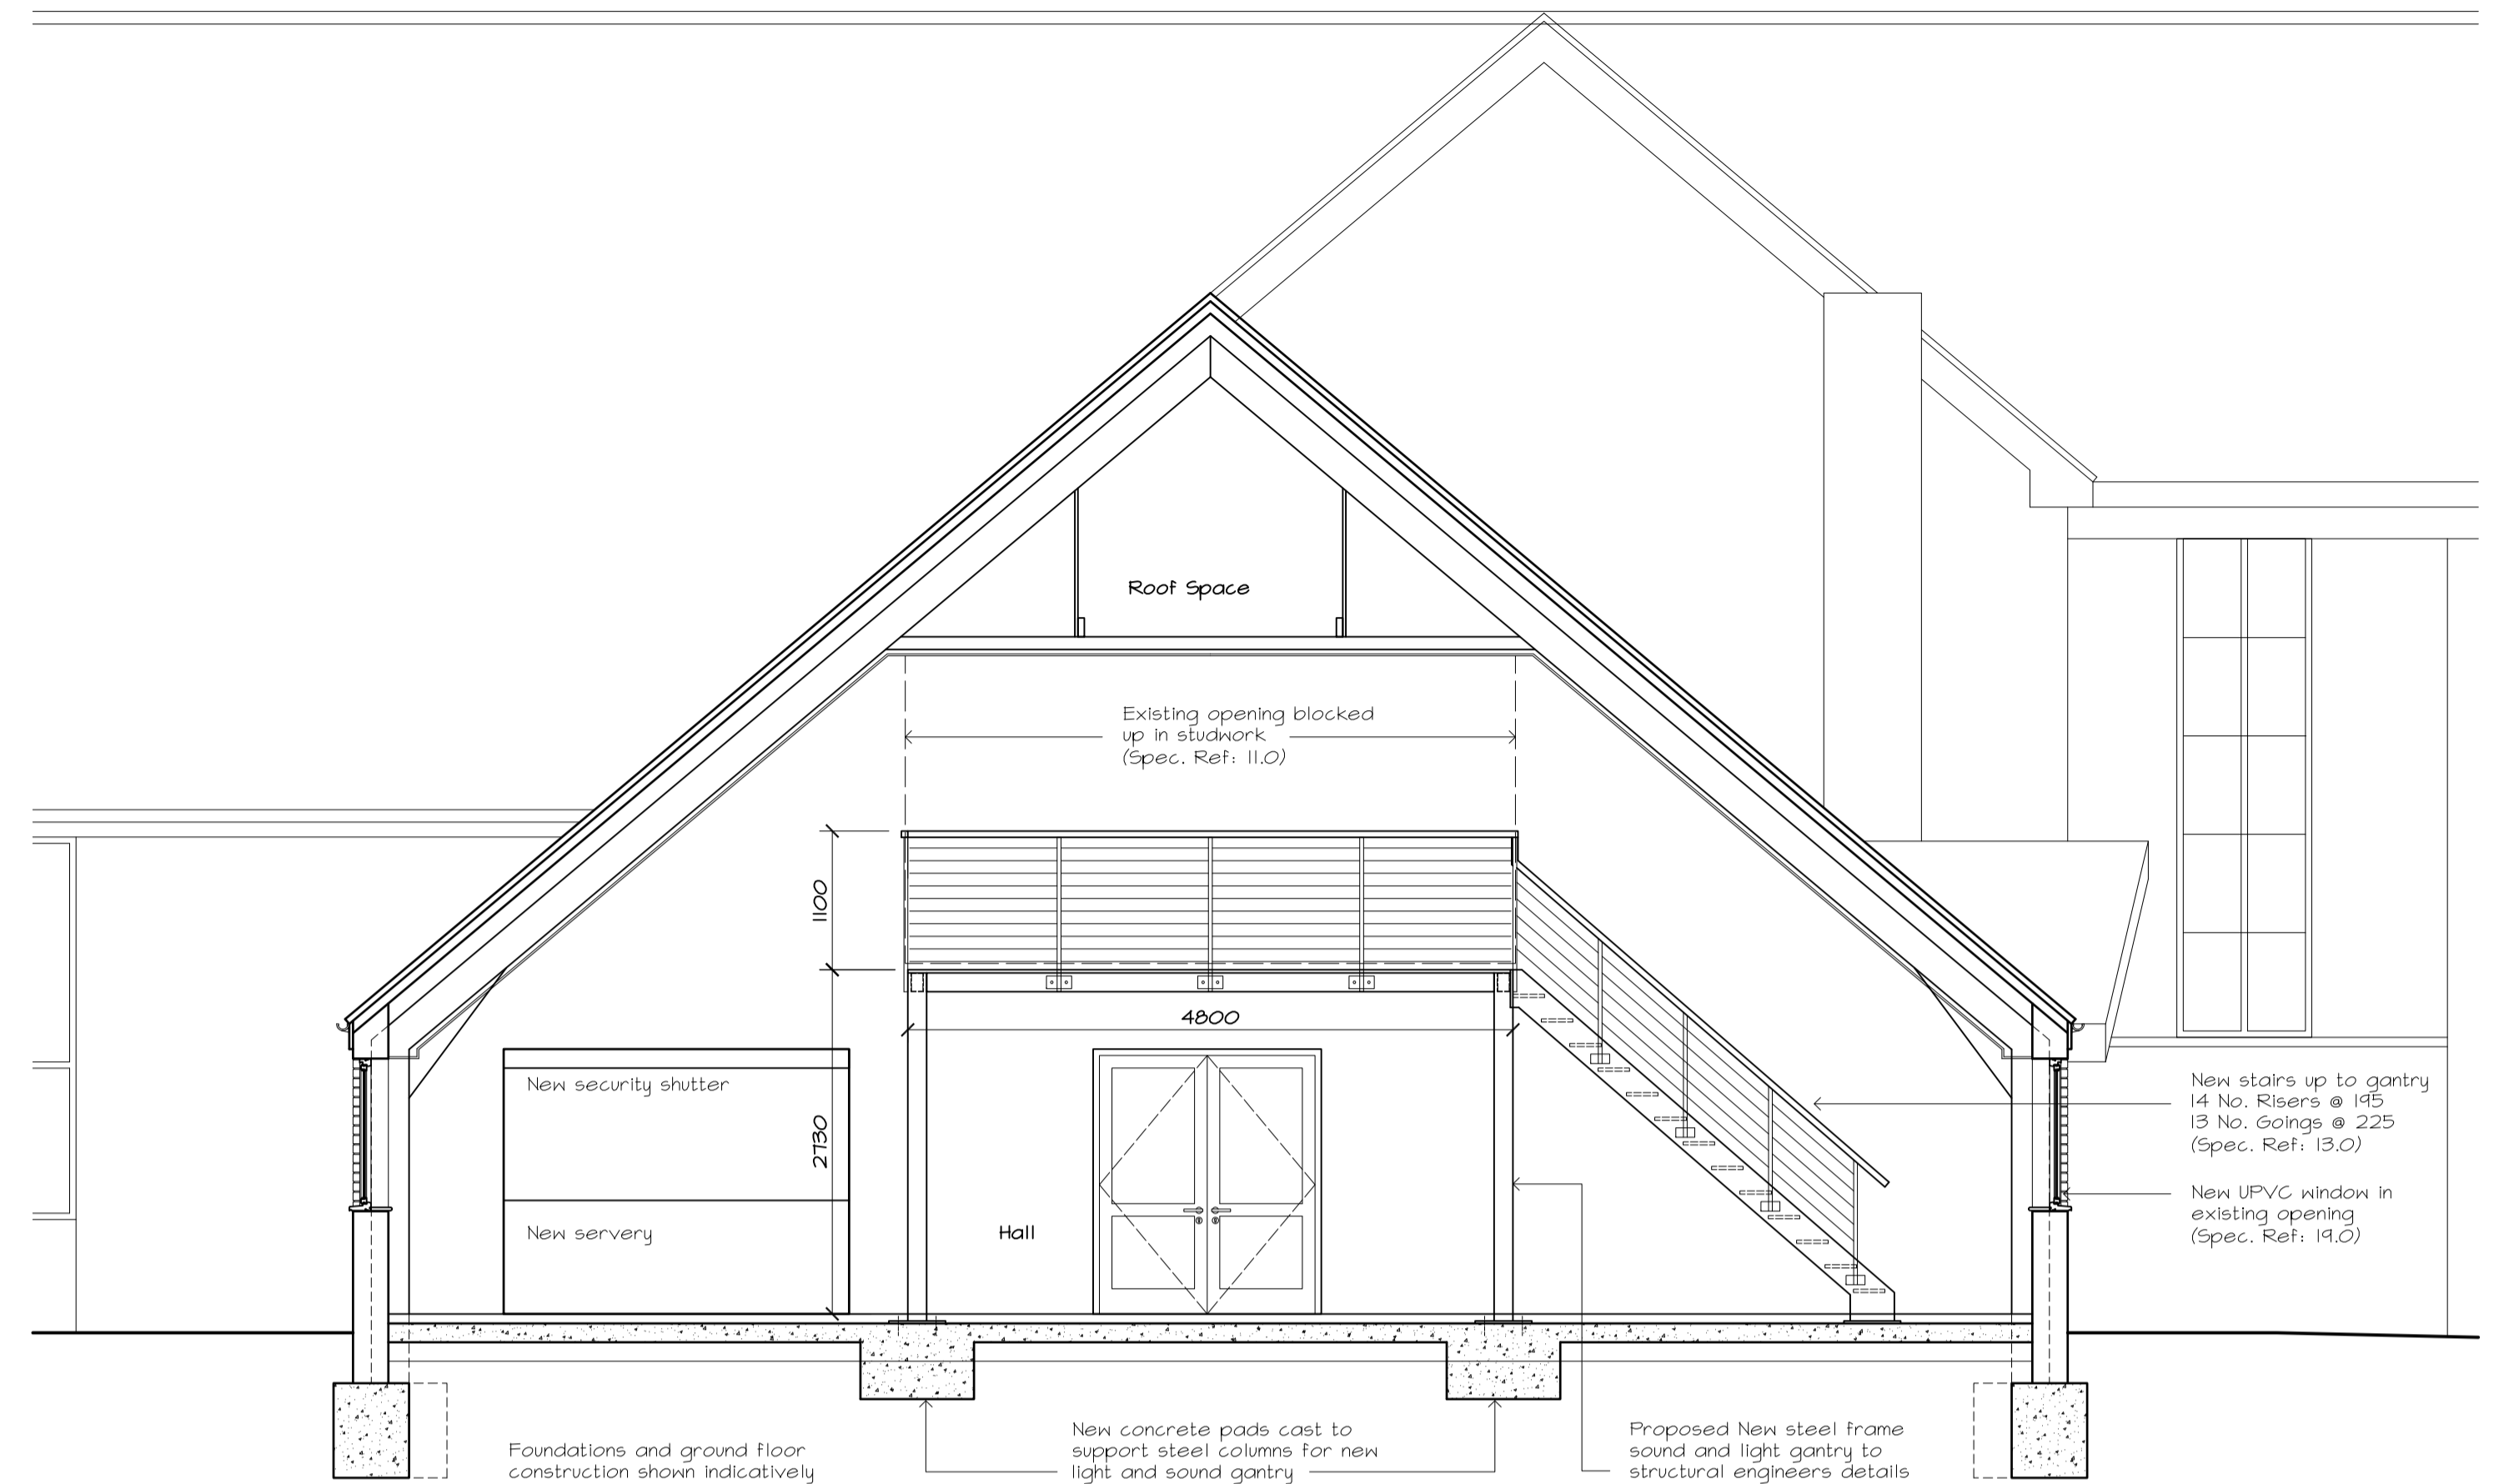 Roof Space
Existing opening blocked
up in studwork
(Spec. Ref: 11.0)
1100
4800
2730
New security shutter
New servery
Hall
New stairs up to gantry
14 No. Risers @ 195
13 No. Goings @ 225
(Spec. Ref: 13.0)
New UPVC window in
existing opening
(Spec. Ref: 19.0)
Foundations and ground floor
construction shown indicatively
New concrete pads cast to
support steel columns for new
light and sound gantry
Proposed New steel frame
sound and light gantry to
structural engineers details